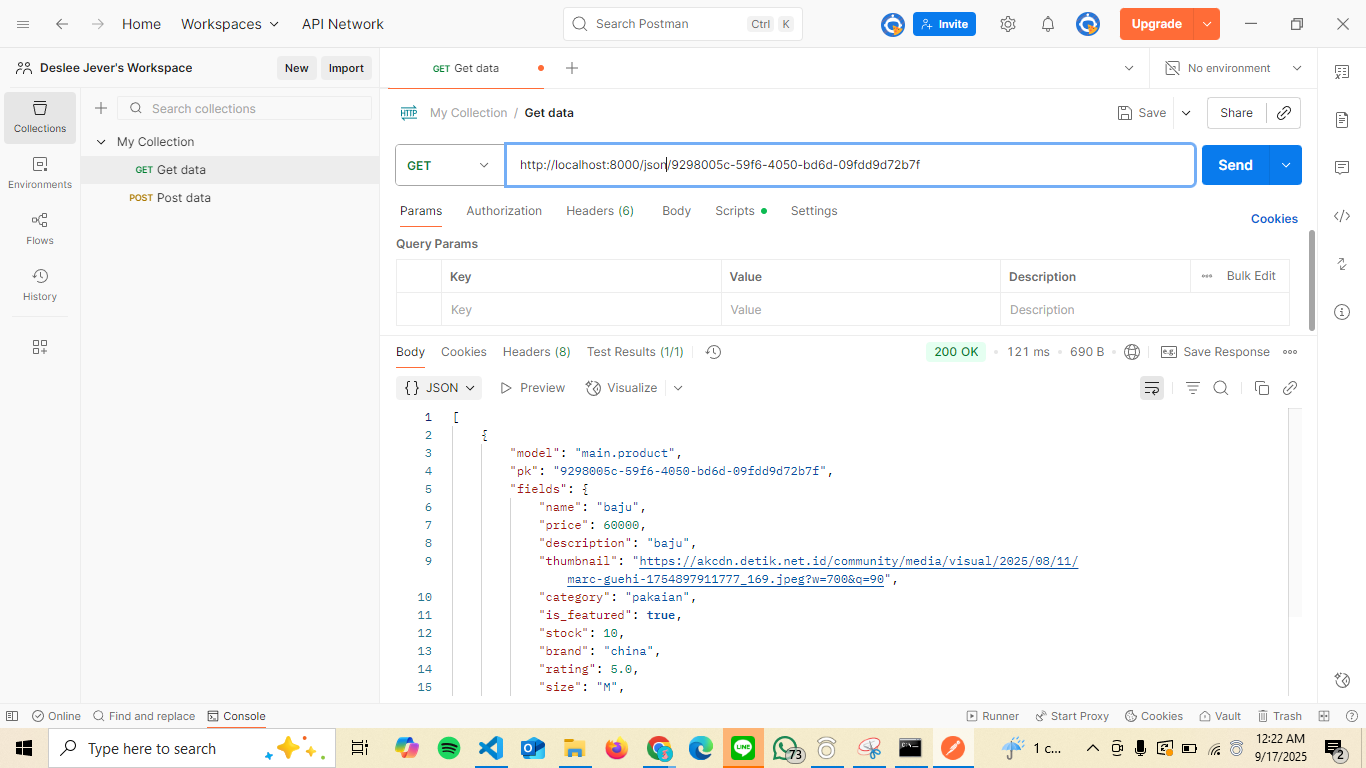 Home Workspaces API Network Search Postman Ctrl K Invite Upgrade
Deslee Jever's Workspace New Import GET Get data No environment
Collections
Environments
Flows
History
Search collections
My Collection
GET Get data
POST Post data
HTTP My Collection / Get data Save Share
GET http://localhost:8000/json/9298005c-59f6-4050-bd6d-09fdd9d72b7f Send
Params Authorization Headers (6) Body Scripts Settings Cookies
Query Params
Key Value Description Bulk Edit
Key Value Description
Body Cookies Headers (8) Test Results (1/1) 200 OK 121 ms 690 B e.g. Save Response
{} JSON Preview Visualize
1 [
2 {
3 "model": "main.product",
4 "pk": "9298005c-59f6-4050-bd6d-09fdd9d72b7f",
5 "fields": {
6 "name": "baju",
7 "price": 60000,
8 "description": "baju",
9 "thumbnail": "https://akcdn.detik.net.id/community/media/visual/2025/08/11/
marc-guehi-1754897911777_169.jpeg?w=700&q=90",
10 "category": "pakaian",
11 "is_featured": true,
12 "stock": 10,
13 "brand": "china",
14 "rating": 5.0,
15 "size": "M",
Online Find and replace Console Runner Start Proxy Cookies Vault Trash
Type here to search LINE 73 1 c... 12:22 AM
9/17/2025 2